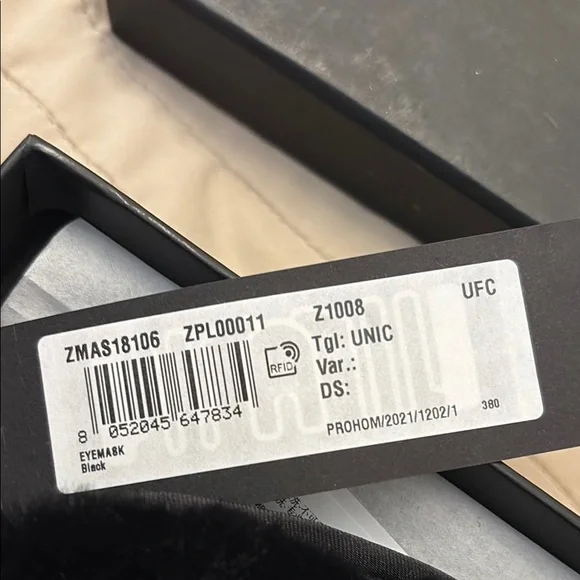 ZMAS18106 ZPL00011 Z1008 UFC
Tgl: UNIC
Var.:
DS:
RFID
8 052045 647834
EYEMASK
Black
PROHOM/2021/1202/1 380